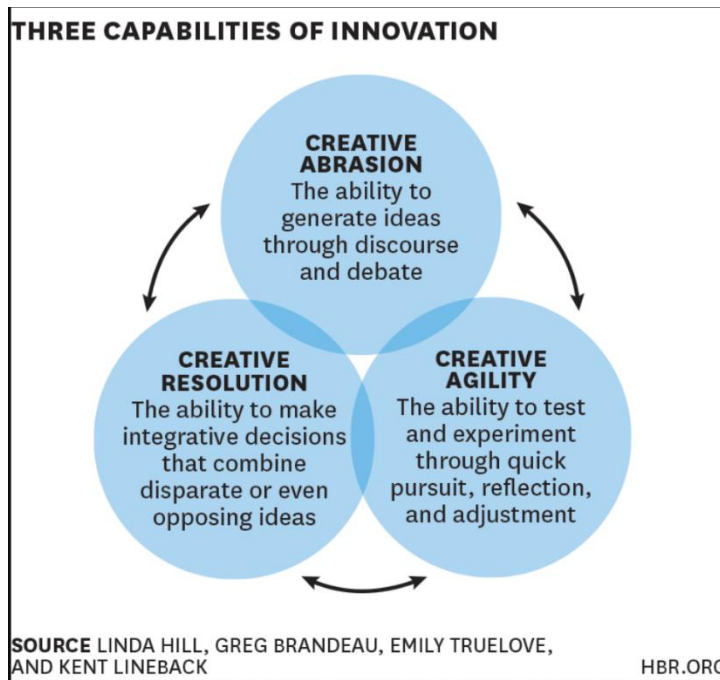 THREE CAPABILITIES OF INNOVATION
CREATIVE
ABRASION
The ability to
generate ideas
through discourse
and debate
CREATIVE
RESOLUTION
The ability to make
integrative decisions
that combine
disparate or even
opposing ideas
CREATIVE
AGILITY
The ability to test
and experiment
through quick
pursuit, reflection,
and adjustment
SOURCE LINDA HILL, GREG BRANDEAU, EMILY TRUELOVE,
AND KENT LINEBACK
HBR.ORG